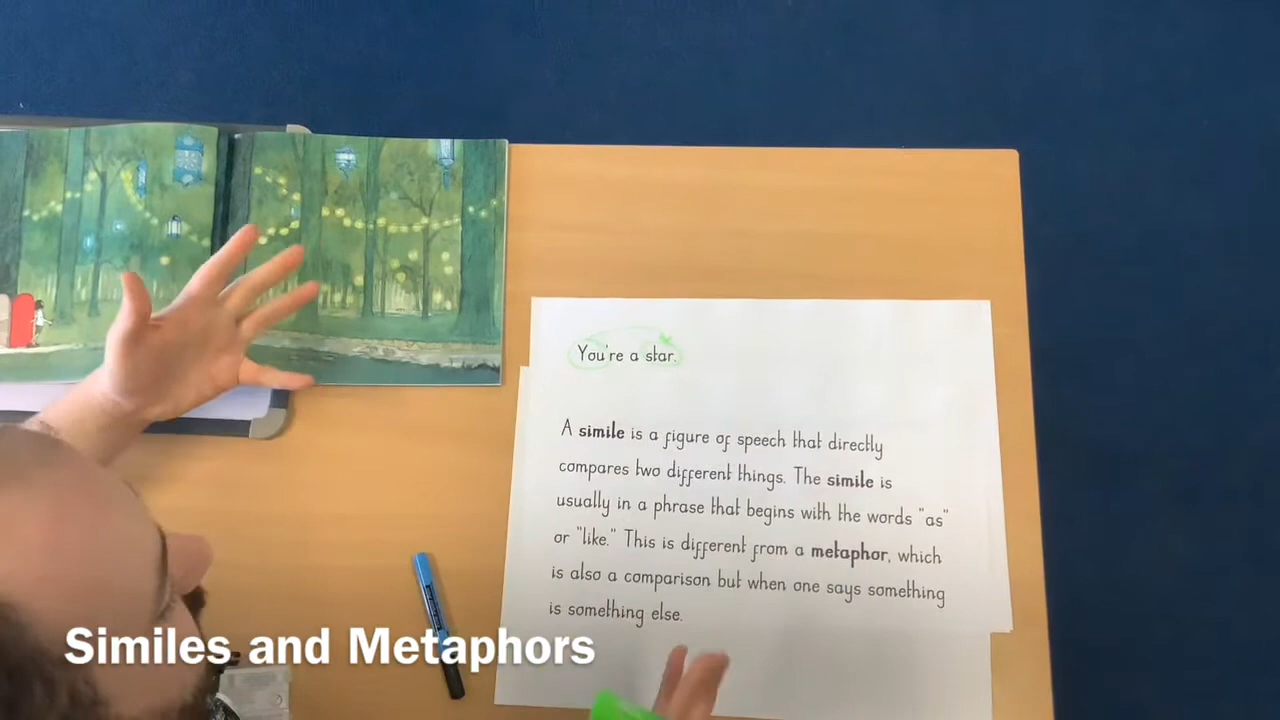 You're a star.
A simile is a figure of speech that directly
compares two different things. The simile is
usually in a phrase that begins with the words "as"
or "like." This is different from a metaphor, which
is also a comparison but when one says something
is something else.
Similes and Metaphors